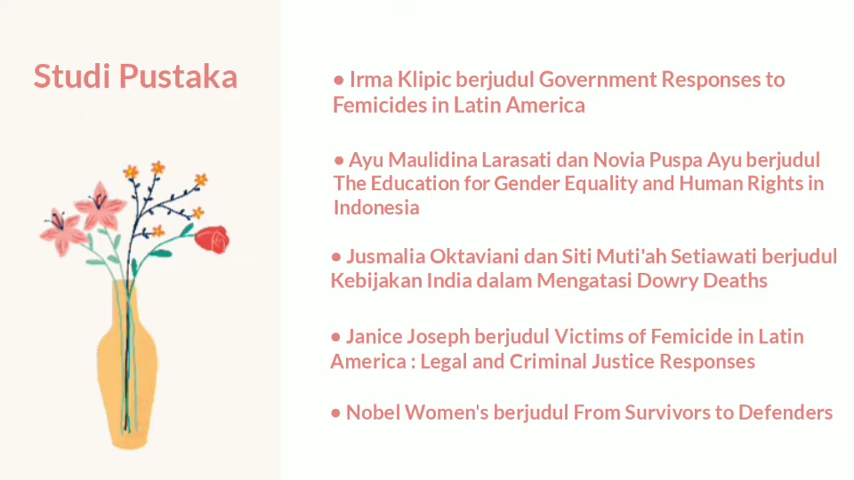 Studi Pustaka
● Irma Klipic berjudul Government Responses to
Femicides in Latin America
● Ayu Maulidina Larasati dan Novia Puspa Ayu berjudul
The Education for Gender Equality and Human Rights in
Indonesia
● Jusmalia Oktaviani dan Siti Muti'ah Setiawati berjudul
Kebijakan India dalam Mengatasi Dowry Deaths
● Janice Joseph berjudul Victims of Femicide in Latin
America : Legal and Criminal Justice Responses
● Nobel Women's berjudul From Survivors to Defenders